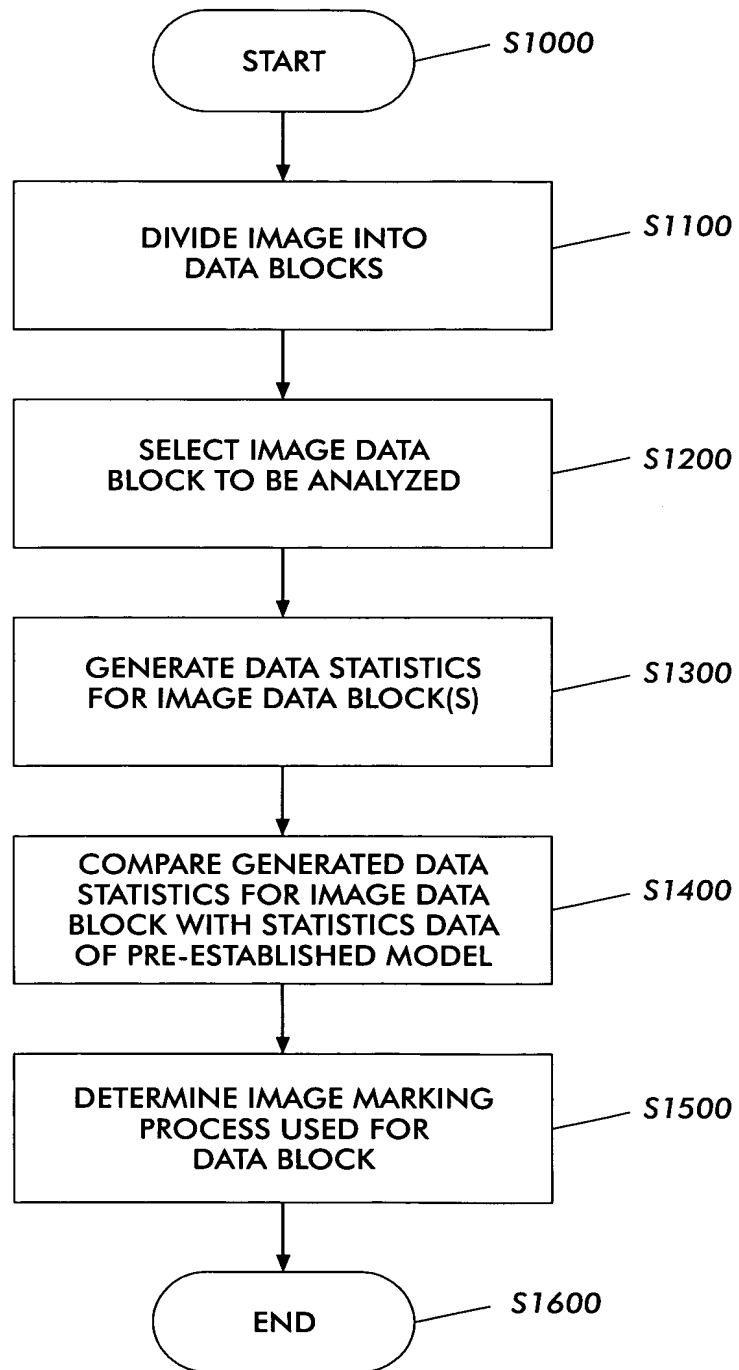 START
S1000
DIVIDE IMAGE INTO
DATA BLOCKS
S1100
SELECT IMAGE DATA
BLOCK TO BE ANALYZED
S1200
GENERATE DATA STATISTICS
FOR IMAGE DATA BLOCK(S)
S1300
COMPARE GENERATED DATA
STATISTICS FOR IMAGE DATA
BLOCK WITH STATISTICS DATA
OF PRE-ESTABLISHED MODEL
S1400
DETERMINE IMAGE MARKING
PROCESS USED FOR
DATA BLOCK
S1500
END
S1600